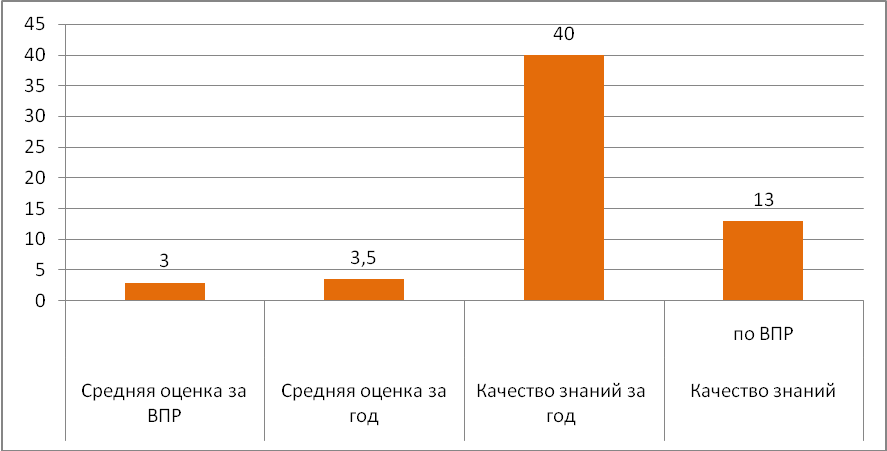 45
40
35
30
25
20
15
10
5
0
3
3,5
40
13
Средняя оценка за
ВПР
Средняя оценка за
год
Качество знаний за
год
по ВПР
Качество знаний